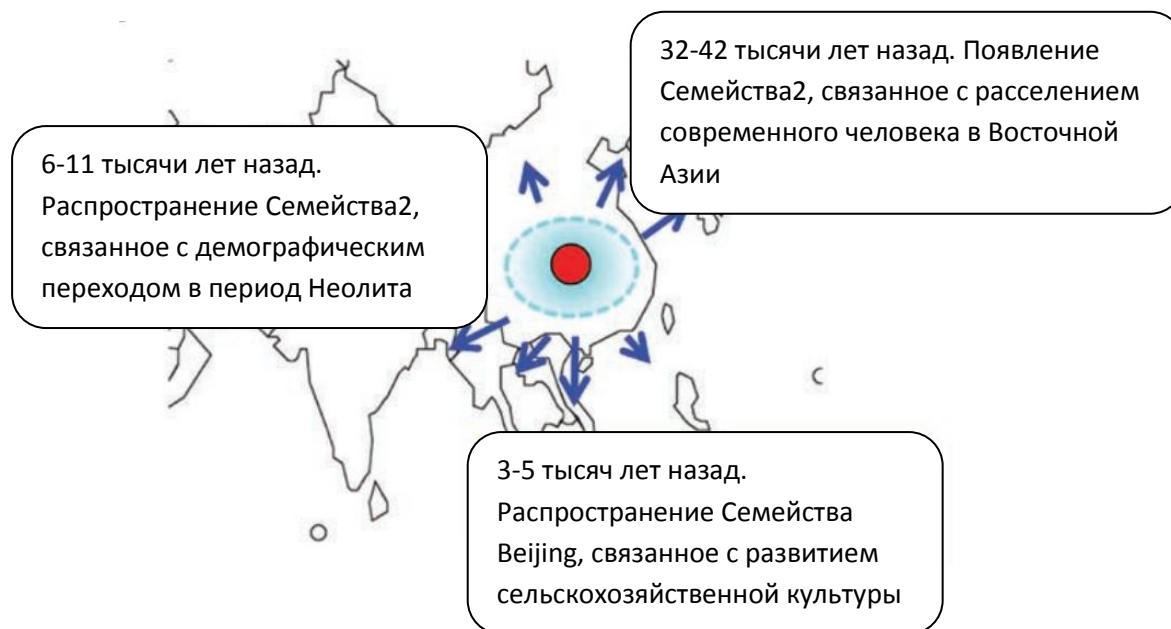 32-42 тысячи лет назад. Появление
Семейства2, связанное с расселением
современного человека в Восточной
Азии
6-11 тысячи лет назад.
Распространение Семейства2,
связанное с демографическим
переходом в период Неолита
3-5 тысяч лет назад.
Распространение Семейства
Beijing, связанное с развитием
сельскохозяйственной культуры